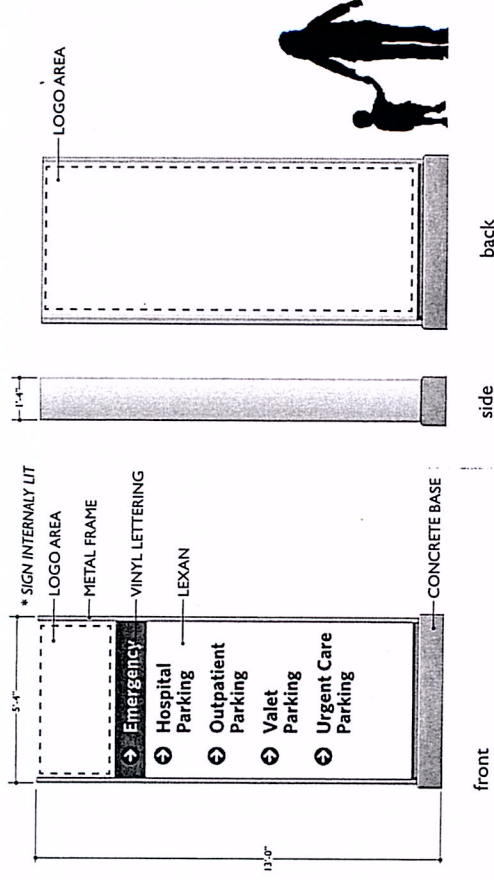 * SIGN INTERNALY LIT
5'-4"
LOGO AREA
METAL FRAME
VINYL LETTERING
LEXAN
Emergency
Hospital
Parking
Outpatient
Parking
Valet
Parking
Urgent Care
Parking
CONCRETE BASE
13'-0"
front
1'-4"
side
LOGO AREA
back